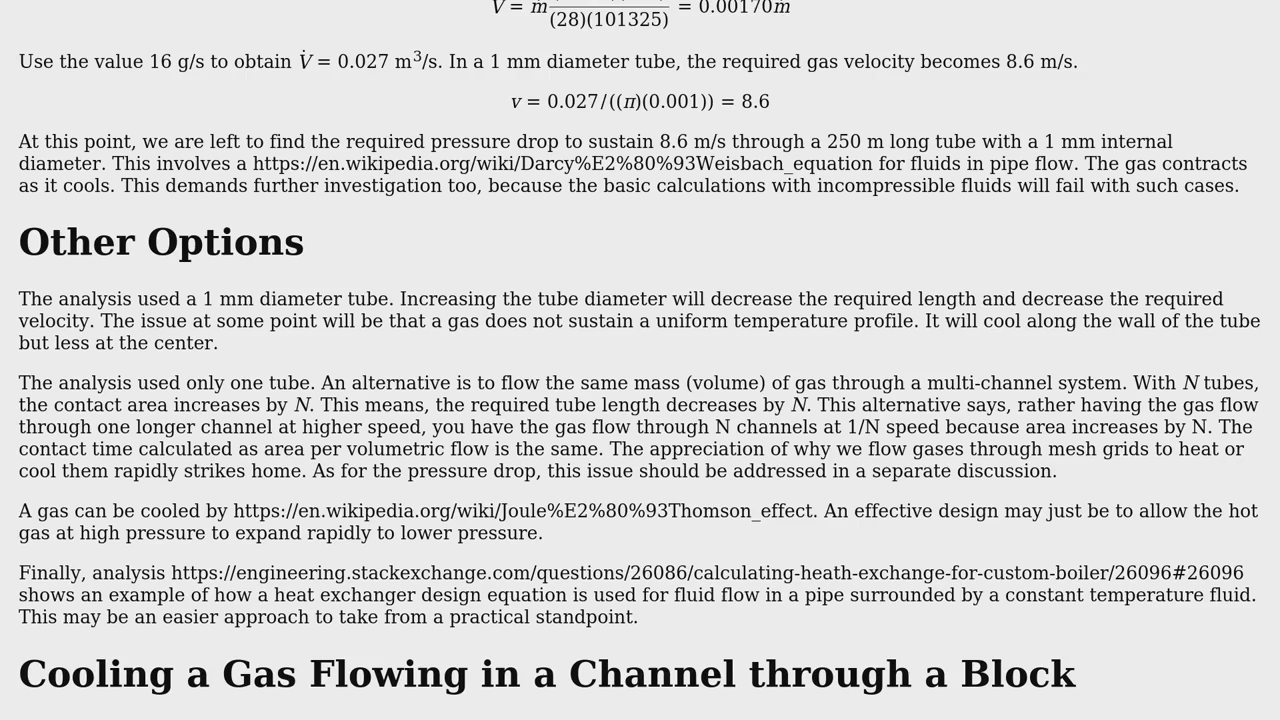 V̇ = ṁ
(28)(101325) = 0.00170ṁ
Use the value 16 g/s to obtain V̇ = 0.027 m³/s. In a 1 mm diameter tube, the required gas velocity becomes 8.6 m/s.
v = 0.027/((π)(0.001)) = 8.6
At this point, we are left to find the required pressure drop to sustain 8.6 m/s through a 250 m long tube with a 1 mm internal
diameter. This involves a https://en.wikipedia.org/wiki/Darcy%E2%80%93Weisbach_equation for fluids in pipe flow. The gas contracts
as it cools. This demands further investigation too, because the basic calculations with incompressible fluids will fail with such cases.
Other Options
The analysis used a 1 mm diameter tube. Increasing the tube diameter will decrease the required length and decrease the required
velocity. The issue at some point will be that a gas does not sustain a uniform temperature profile. It will cool along the wall of the tube
but less at the center.
The analysis used only one tube. An alternative is to flow the same mass (volume) of gas through a multi-channel system. With N tubes,
the contact area increases by N. This means, the required tube length decreases by N. This alternative says, rather having the gas flow
through one longer channel at higher speed, you have the gas flow through N channels at 1/N speed because area increases by N. The
contact time calculated as area per volumetric flow is the same. The appreciation of why we flow gases through mesh grids to heat or
cool them rapidly strikes home. As for the pressure drop, this issue should be addressed in a separate discussion.
A gas can be cooled by https://en.wikipedia.org/wiki/Joule%E2%80%93Thomson_effect. An effective design may just be to allow the hot
gas at high pressure to expand rapidly to lower pressure.
Finally, analysis https://engineering.stackexchange.com/questions/26086/calculating-heath-exchange-for-custom-boiler/26096#26096
shows an example of how a heat exchanger design equation is used for fluid flow in a pipe surrounded by a constant temperature fluid.
This may be an easier approach to take from a practical standpoint.
Cooling a Gas Flowing in a Channel through a Block